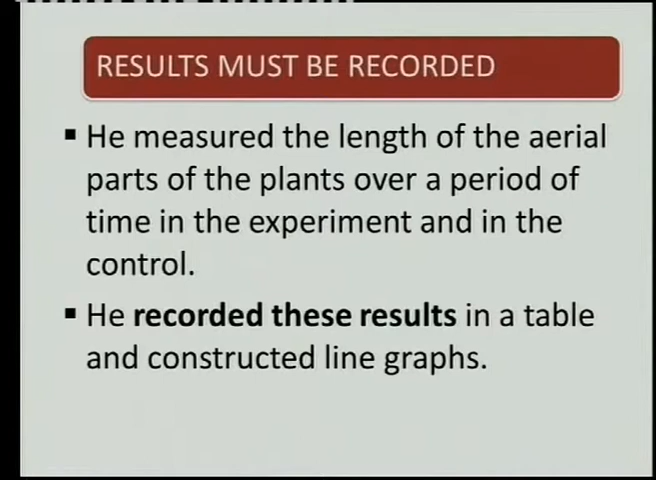 RESULTS MUST BE RECORDED
▪ He measured the length of the aerial
parts of the plants over a period of
time in the experiment and in the
control.
▪ He recorded these results in a table
and constructed line graphs.